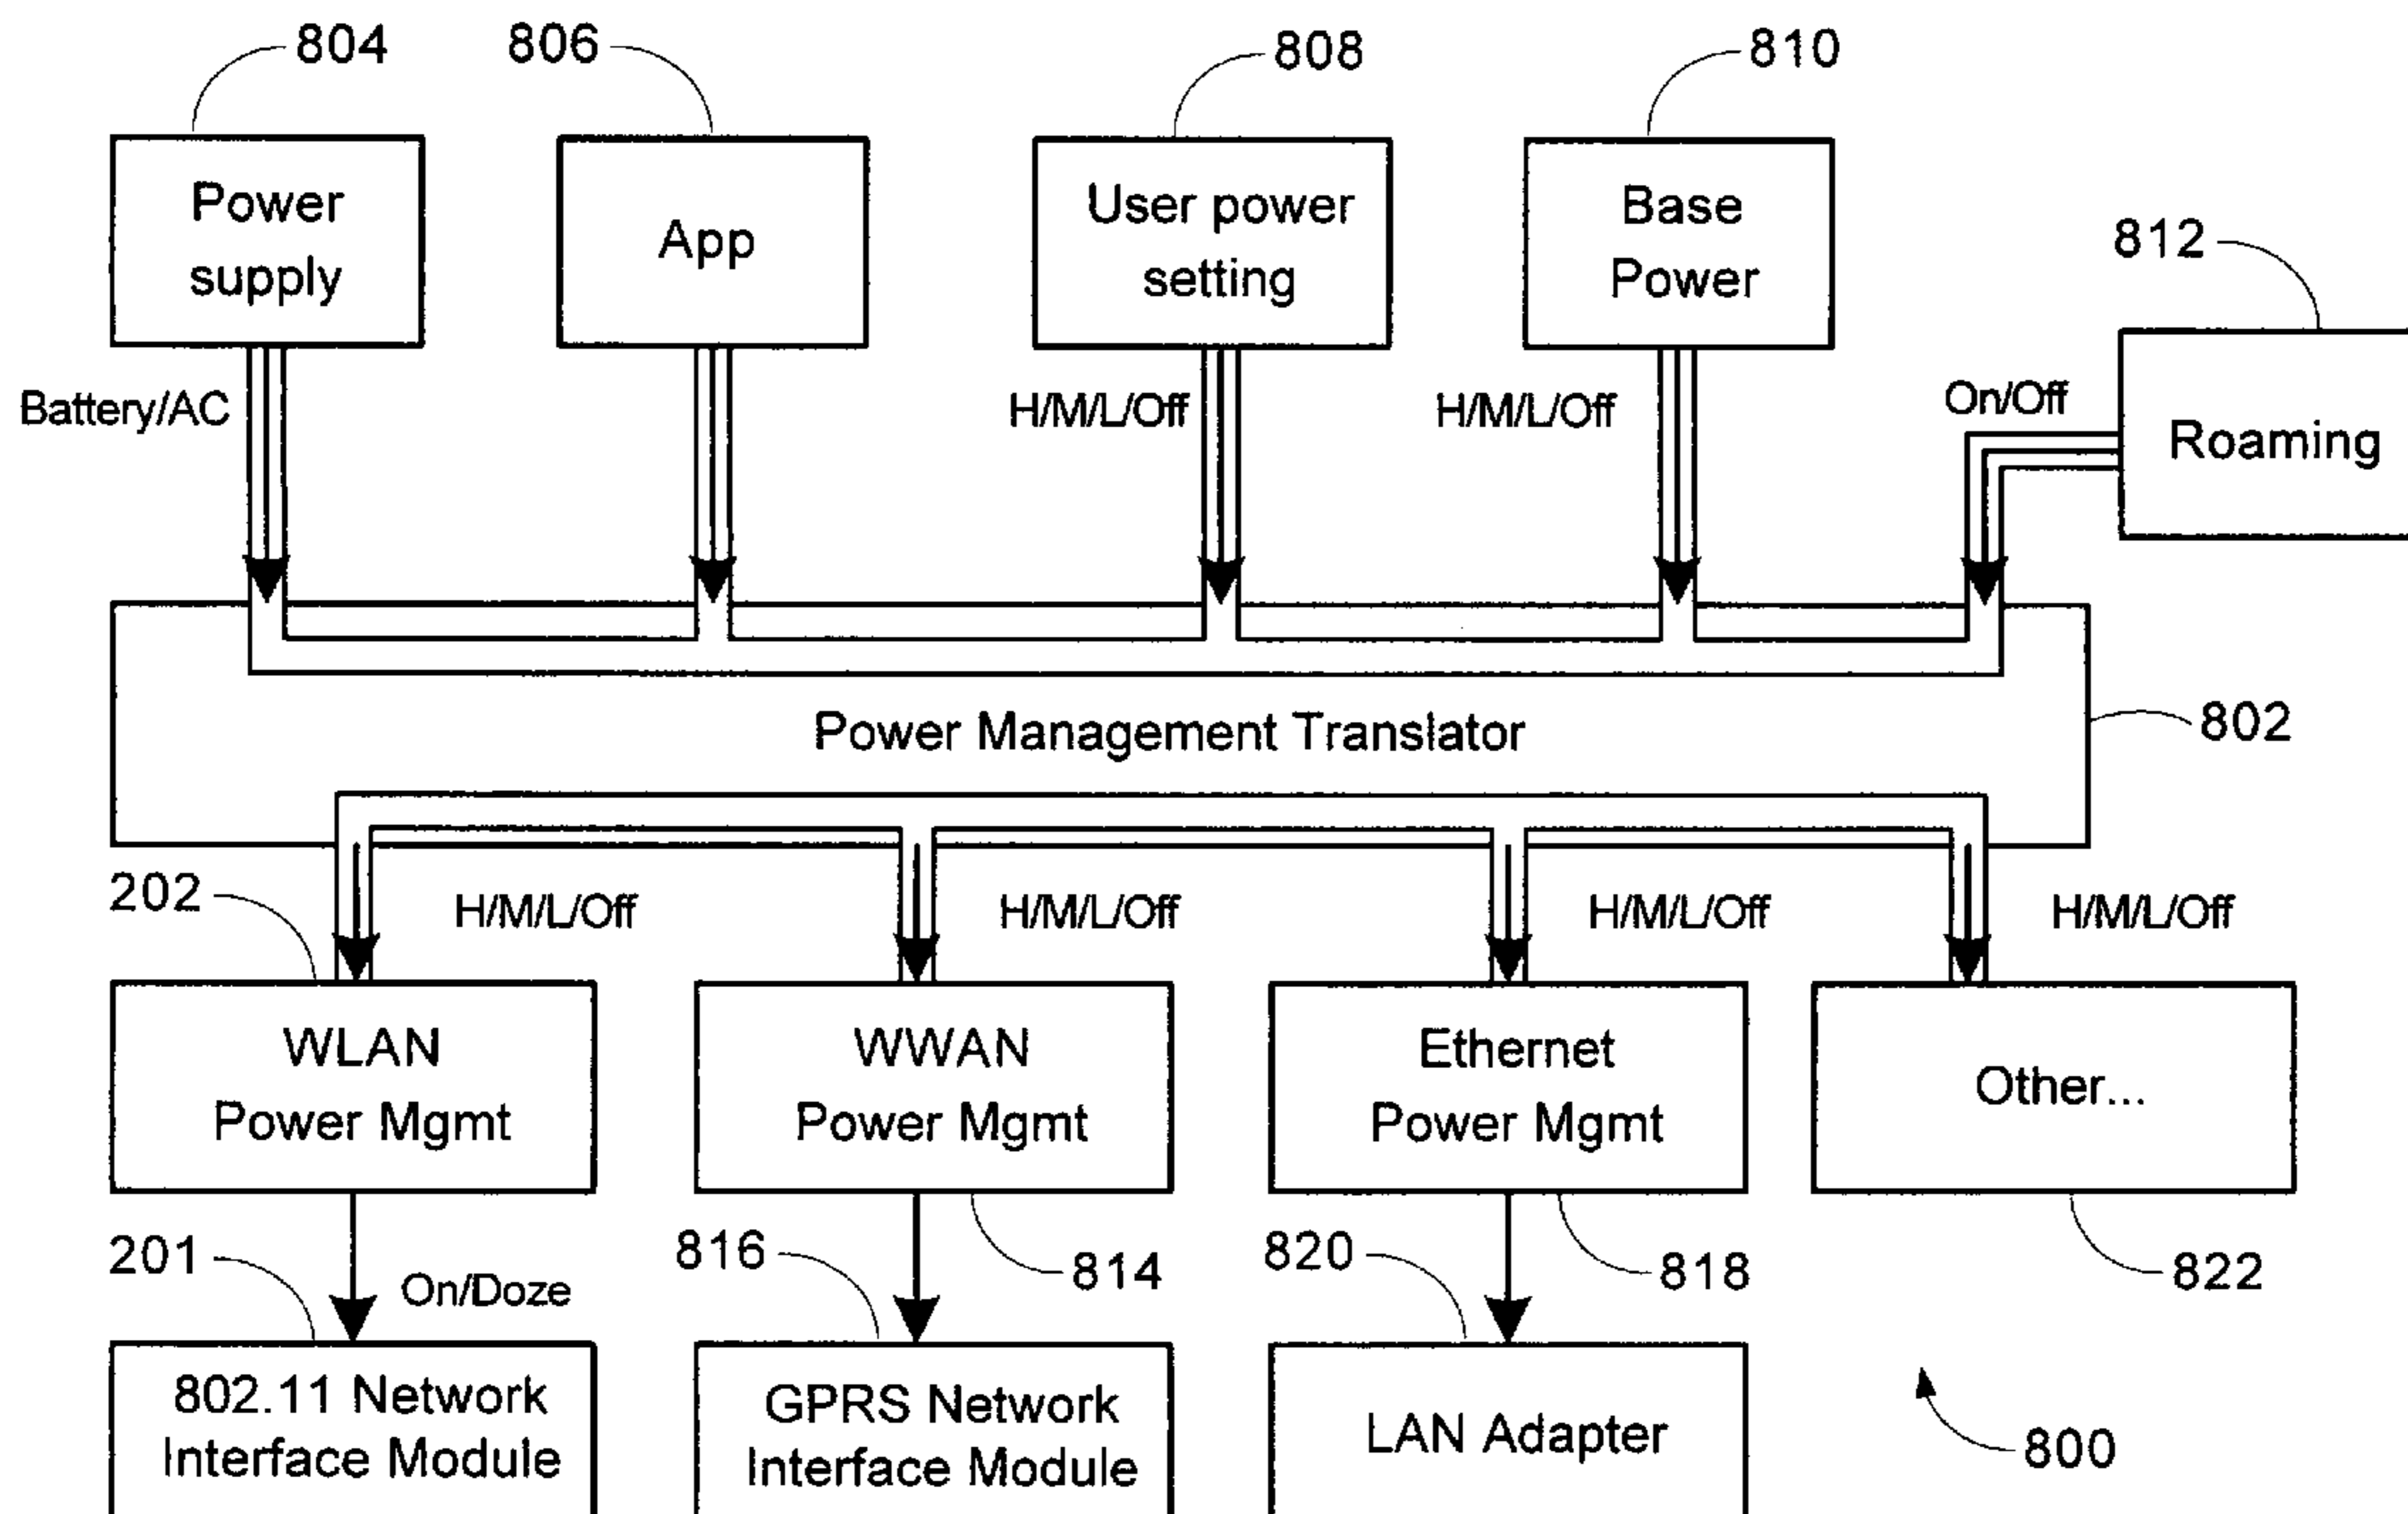 804
806
808
810
Power
supply
App
User power
setting
Base
Power
812
Battery/AC
H/M/L/Off
H/M/L/Off
On/Off
Roaming
Power Management Translator
802
202
H/M/L/Off
H/M/L/Off
H/M/L/Off
H/M/L/Off
WLAN
Power Mgmt
WWAN
Power Mgmt
Ethernet
Power Mgmt
Other...
201
On/Doze
816
814
820
818
822
802.11 Network
Interface Module
GPRS Network
Interface Module
LAN Adapter
800